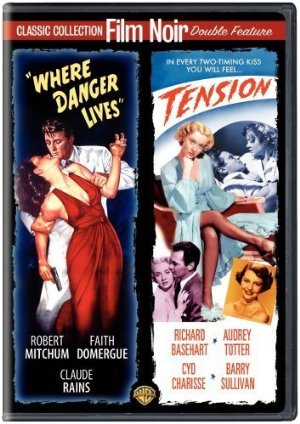 CLASSIC COLLECTION Film Noir Double Feature
"WHERE
DANGER
LIVES"
ROBERT MITCHUM
FAITH DOMERGUE
CLAUDE RAINS
IN EVERY TWO-TIMING KISS
YOU WILL FEEL...
TENSION
RICHARD BASEHART
AUDREY TOTTER
CYD CHARISSE
BARRY SULLIVAN
WB